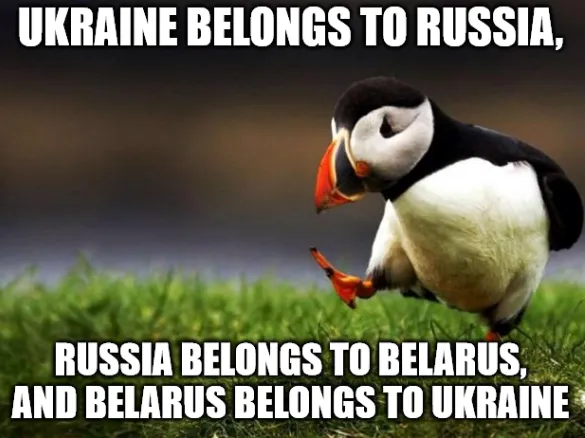 UKRAINE BELONGS TO RUSSIA,
RUSSIA BELONGS TO BELARUS,
AND BELARUS BELONGS TO UKRAINE